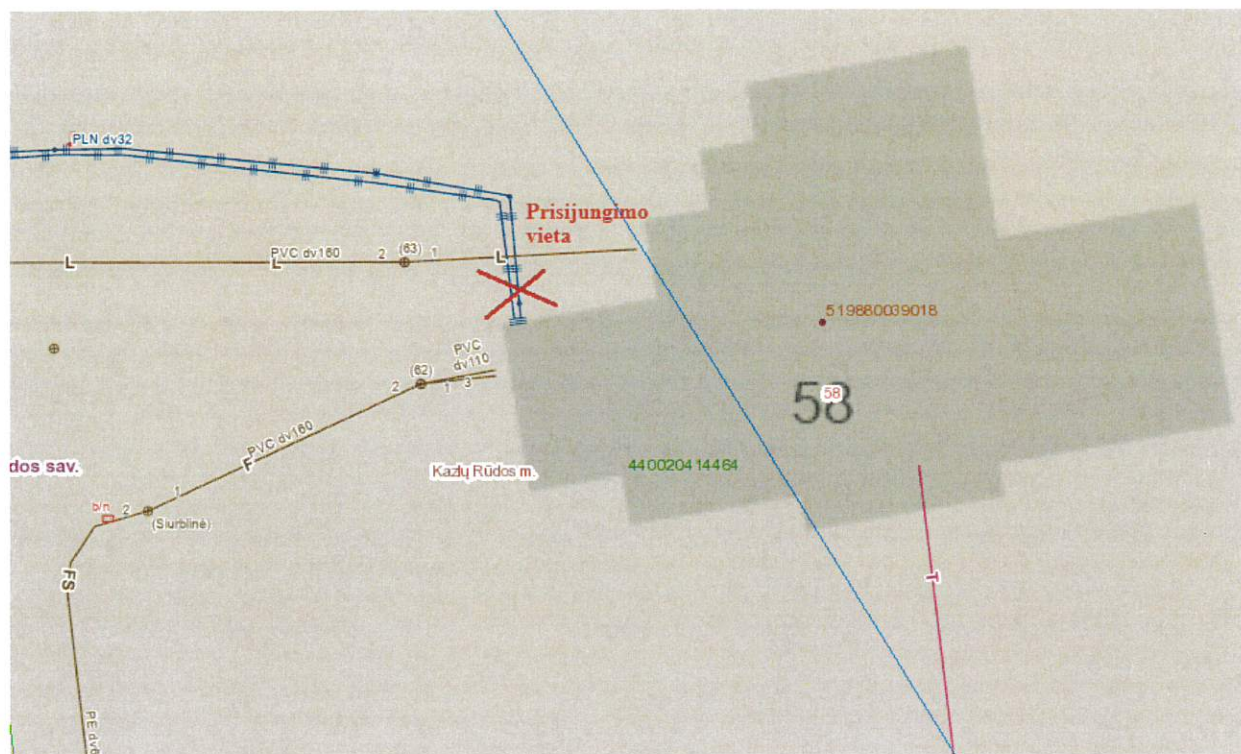 PLN dv32
Prisijungimo
vieta
L
PVC dv160
L
2
(63)
1
L
519880039018
PVC
dv110
(62)
2
1
3
58
58
PVC dv160
F
dos sav.
Kazlų Rūdos m.
440020414464
b/n
2
1
(Siurblinė)
FS
T